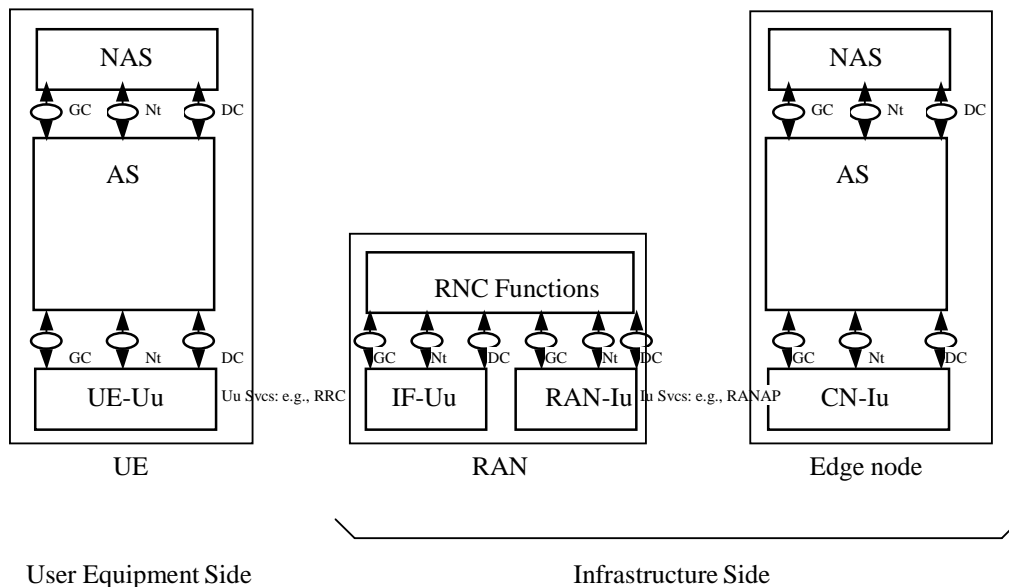 NAS
NAS
GC Nt DC
GC Nt DC
AS
AS
RNC Functions
GC Nt DC
GC Nt DC GC Nt DC
GC Nt DC
UE-Uu
Uu Svcs: e.g., RRC
IF-Uu
RAN-Iu
Iu Svcs: e.g., RANAP
CN-Iu
UE
RAN
Edge node
User Equipment Side
Infrastructure Side